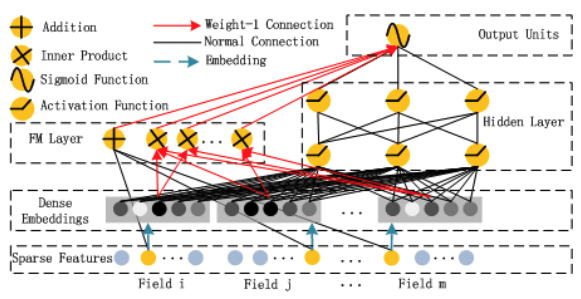 Addition
Inner Product
Sigmoid Function
Activation Function
Weight-1 Connection
Normal Connection
Embedding
Output Units
Hidden Layer
FM Layer
...
Dense
Embeddings
...
Sparse Features
... ... ... ... ... ...
Field i Field j ... Field m